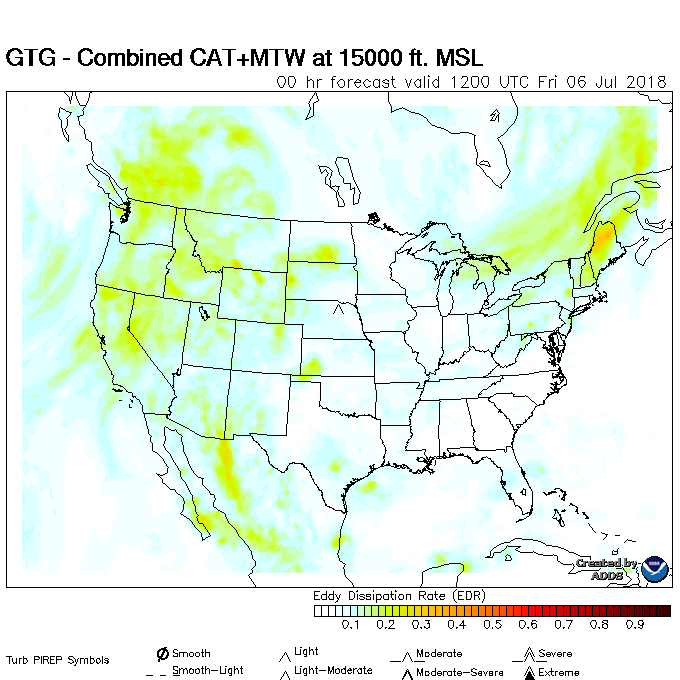 GTG - Combined CAT+MTW at 15000 ft. MSL
00 hr forecast valid 1200 UTC Fri 06 Jul 2018
Created by
ADDS
Eddy Dissipation Rate (EDR)
0.1 0.2 0.3 0.4 0.5 0.6 0.7 0.8 0.9
Turb PIREP Symbols
Smooth
Light
Moderate
Severe
Smooth-Light
Light-Moderate
Moderate-Severe
Extreme